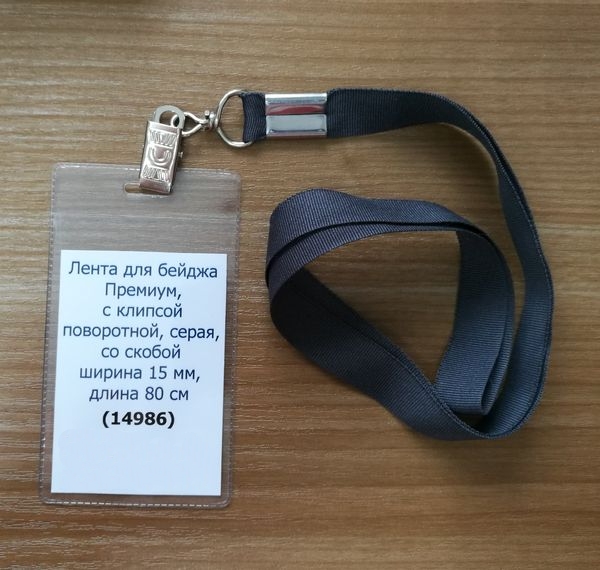 Лента для бейджа
Премиум,
с клипсой
поворотной, серая,
со скобой
ширина 15 мм,
длина 80 см
(14986)